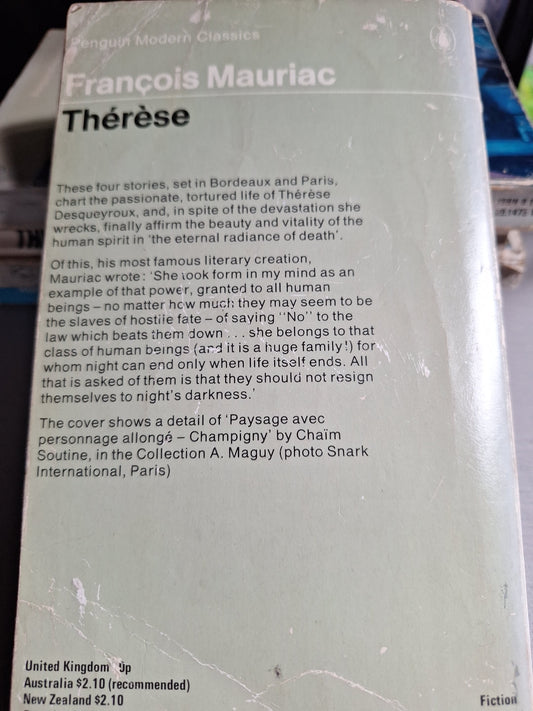 Penguin Modern Classics
François Mauriac
Thérèse
These four stories, set in Bordeaux and Paris,
chart the passionate, tortured life of Thérèse
Desqueyroux, and, in spite of the devastation she
wrecks, finally affirm the beauty and vitality of the
human spirit in 'the eternal radiance of death'.
Of this, his most famous literary creation,
Mauriac wrote: 'She took form in my mind as an
example of that power, granted to all human
beings – no matter how much they may seem to be
the slaves of hostile fate – of saying "No" to the
law which beats them down . . . she belongs to that
class of human beings (and it is a huge family!) for
whom night can end only when life itself ends. All
that is asked of them is that they should not resign
themselves to night's darkness.'
The cover shows a detail of 'Paysage avec
personnage allongé – Champigny' by Chaïm
Soutine, in the Collection A. Maguy (photo Snark
International, Paris)
United Kingdom
Australia $2.10 (recommended)
New Zealand $2.10
Fiction